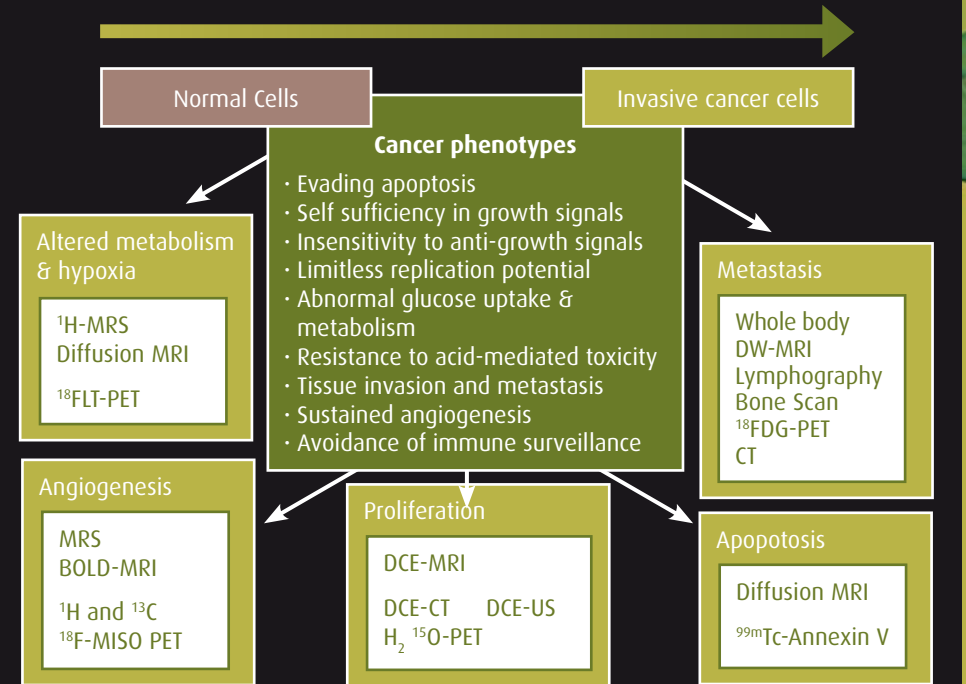 Normal Cells
Invasive cancer cells
Cancer phenotypes
· Evading apoptosis
· Self sufficiency in growth signals
· Insensitivity to anti-growth signals
· Limitless replication potential
· Abnormal glucose uptake &
metabolism
· Resistance to acid-mediated toxicity
· Tissue invasion and metastasis
· Sustained angiogenesis
· Avoidance of immune surveillance
Altered metabolism
& hypoxia
¹H-MRS
Diffusion MRI
¹⁸FLT-PET
Metastasis
Whole body
DW-MRI
Lymphography
Bone Scan
¹⁸FDG-PET
CT
Angiogenesis
MRS
BOLD-MRI
¹H and ¹³C
¹⁸F-MISO PET
Proliferation
DCE-MRI
DCE-CT DCE-US
H₂ ¹⁵O-PET
Apopotosis
Diffusion MRI
⁹⁹ᵐTc-Annexin V